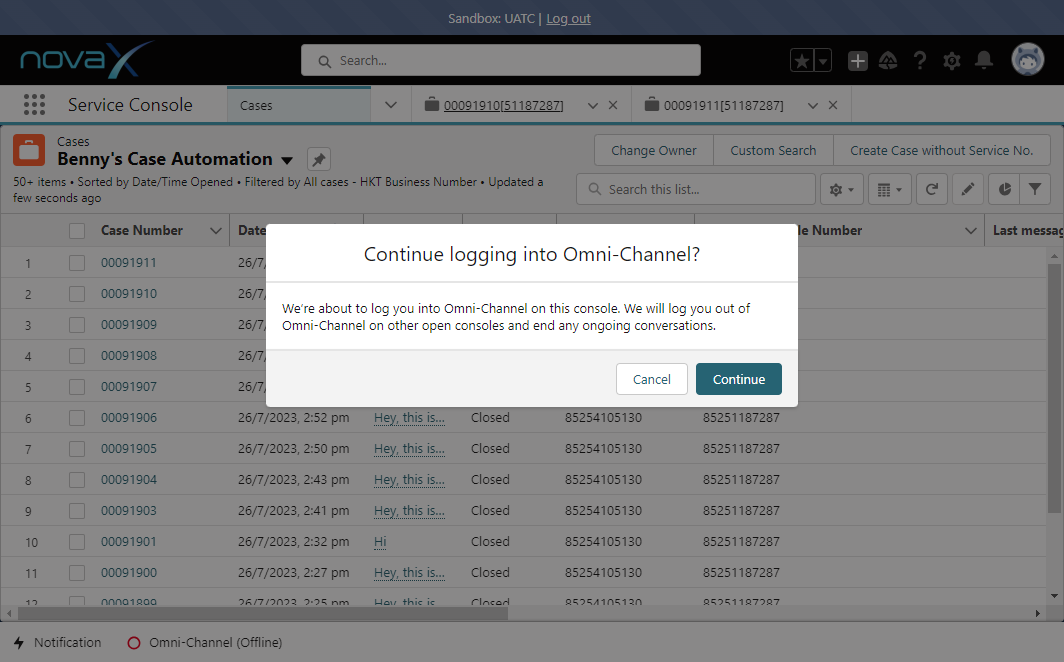 Sandbox: UATC | Log out
novaX
Search...
Service Console
Cases
00091910[51187287]
00091911[51187287]
Cases
Benny's Case Automation
Change Owner
Custom Search
Create Case without Service No.
50+ items • Sorted by Date/Time Opened • Filtered by All cases - HKT Business Number • Updated a
few seconds ago
Search this list...
Case Number Date le Number Last messag
1 00091911 26/7/
2 00091910 26/7/
3 00091909 26/7/
4 00091908 26/7/
5 00091907 26/7/
Continue logging into Omni-Channel?
We're about to log you into Omni-Channel on this console. We will log you out of
Omni-Channel on other open consoles and end any ongoing conversations.
Cancel Continue
6 00091906 26/7/2023, 2:52 pm Hey, this is... Closed 85254105130 85251187287
7 00091905 26/7/2023, 2:50 pm Hey, this is... Closed 85254105130 85251187287
8 00091904 26/7/2023, 2:43 pm Hey, this is... Closed 85254105130 85251187287
9 00091903 26/7/2023, 2:41 pm Hey, this is... Closed 85254105130 85251187287
10 00091901 26/7/2023, 2:32 pm Hi Closed 85254105130 85251187287
11 00091900 26/7/2023, 2:27 pm Hey, this is... Closed 85254105130 85251187287
12 00091899 26/7/2023, 2:25 pm Hey, this is... Closed 85254105130 85251187287
Notification Omni-Channel (Offline)